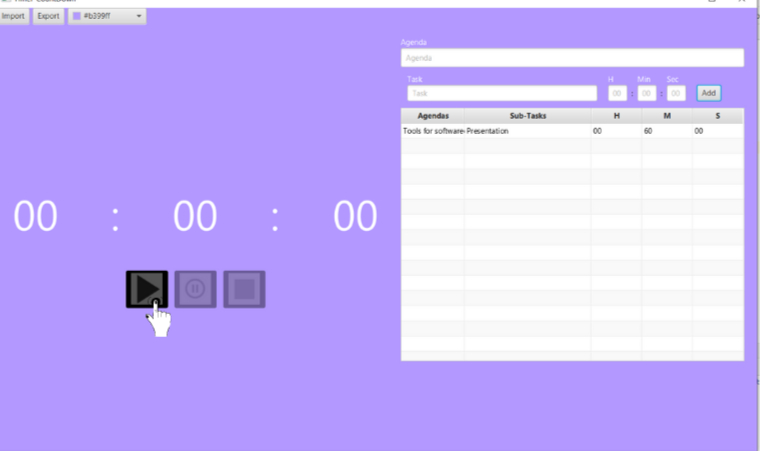 Import Export #b399ff
Agenda
Agenda
Task H Min Sec
Task 00 : 00 : 00 Add
Agendas Sub-Tasks H M S
Tools for software- Presentation 00 60 00
00 : 00 : 00